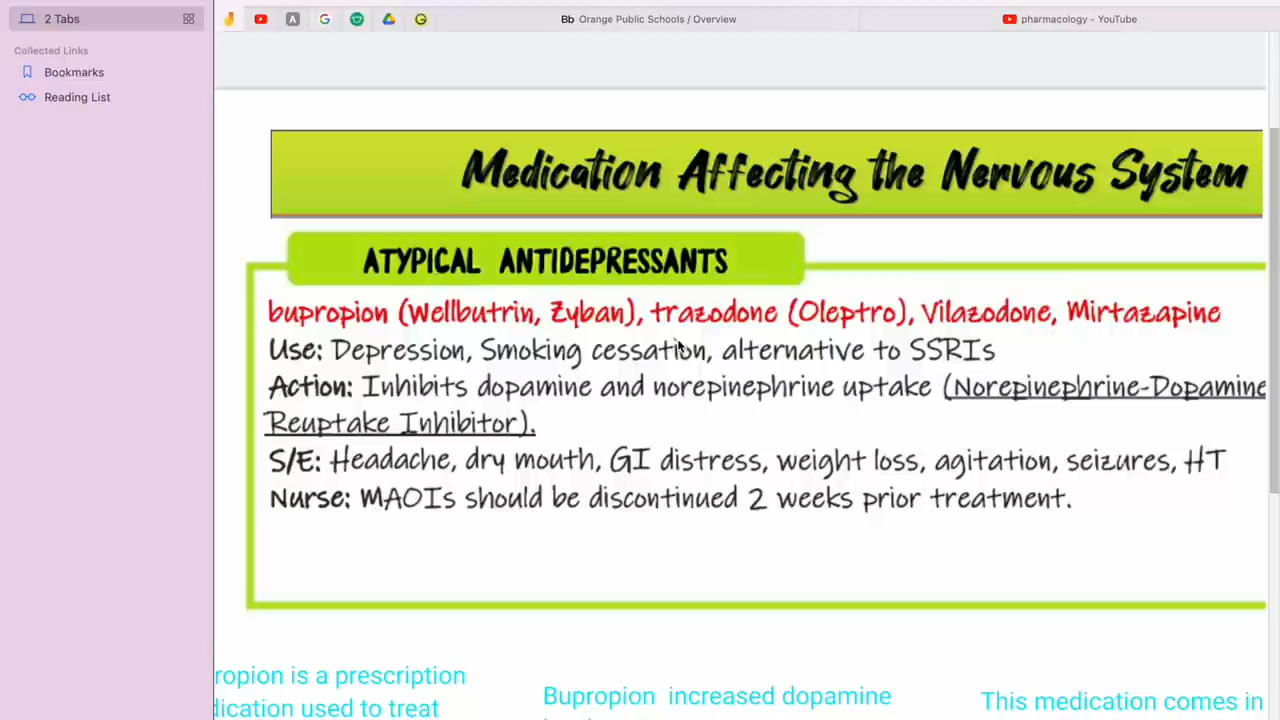 2 Tabs
Collected Links
Bookmarks
Reading List
Bb Orange Public Schools / Overview
pharmacology - YouTube
Medication Affecting the Nervous System
ATYPICAL ANTIDEPRESSANTS
bupropion (Wellbutrin, Zyban), trazodone (Oleptro), Vilazodone, Mirtazapine
Use: Depression, Smoking cessation, alternative to SSRIs
Action: Inhibits dopamine and norepinephrine uptake (Norepinephrine-Dopamine
Reuptake Inhibitor).
S/E: Headache, dry mouth, GI distress, weight loss, agitation, seizures, HT
Nurse: MAOIs should be discontinued 2 weeks prior treatment.
ropion is a prescription
dication used to treat
Bupropion increased dopamine
This medication comes in